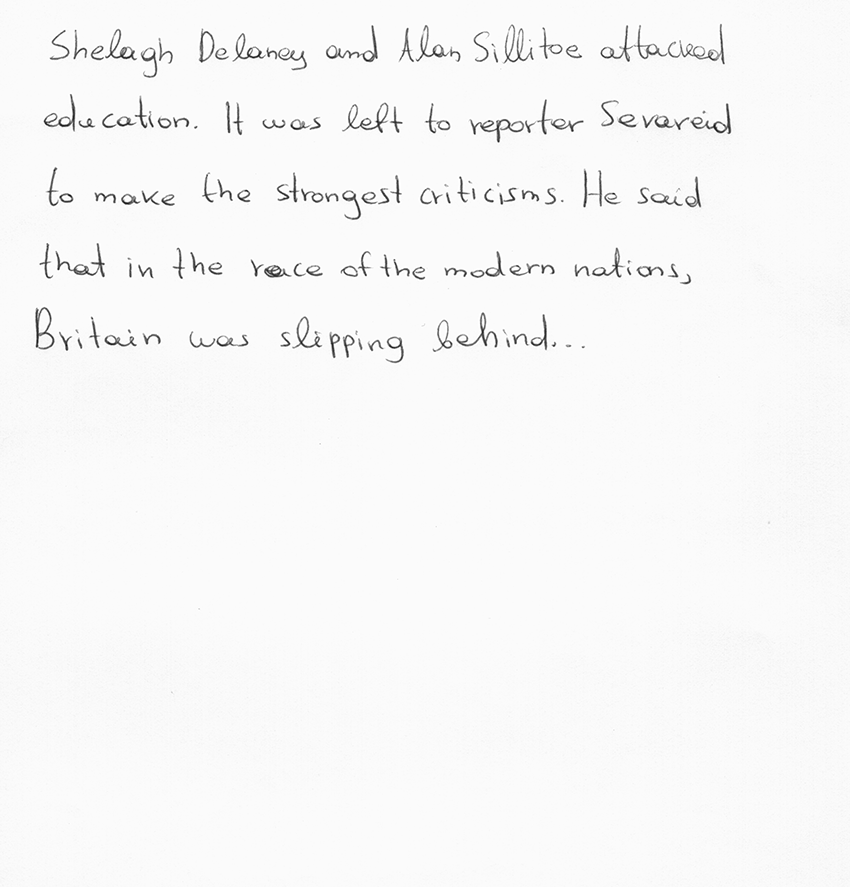 Shelagh Delaney and Alan Sillitoe attacked
education. It was left to reporter Sevareid
to make the strongest criticisms. He said
that in the race of the modern nations,
Britain was slipping behind...